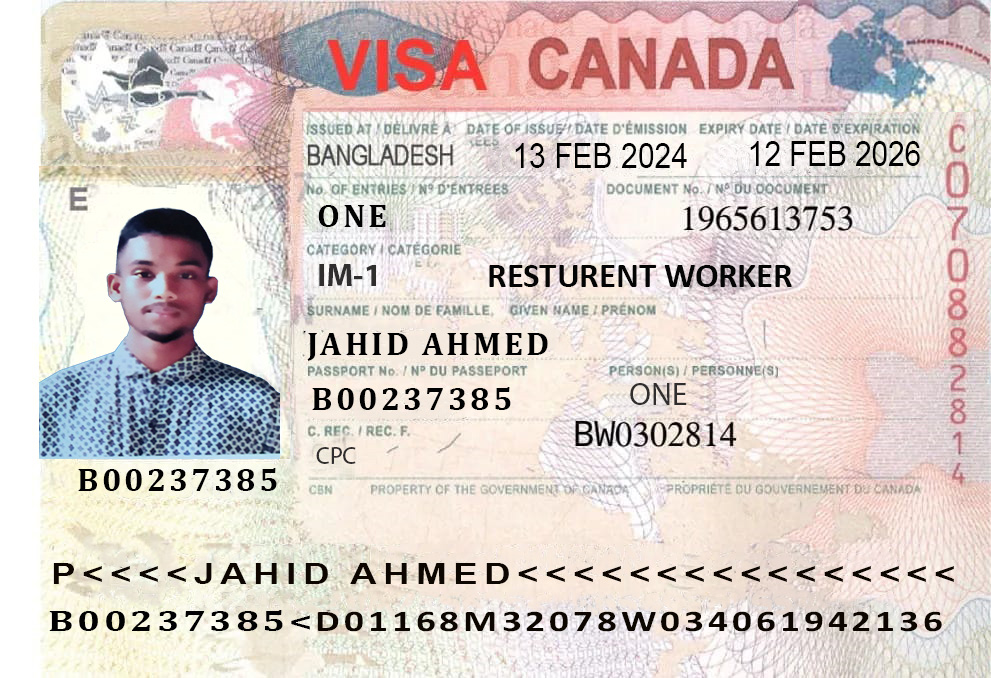 VISA CANADA
ISSUED AT / DÉLIVRÉ À DATE OF ISSUE / DATE D'ÉMISSION EXPIRY DATE / DATE D'EXPIRATION
BANGLADESH 13 FEB 2024 12 FEB 2026
No. OF ENTRIES / Nº D'ENTRÉES DOCUMENT No. / Nº DU DOCUMENT
ONE 1965613753
CATEGORY / CATÉGORIE
IM-1 RESTURENT WORKER
SURNAME / NOM DE FAMILLE, GIVEN NAME / PRÉNOM
JAHID AHMED
PASSPORT No. / Nº DU PASSEPORT PERSON(S) / PERSONNE(S)
B00237385 ONE
C. REC. / REC. F. BW0302814
CPC
CBN PROPERTY OF THE GOVERNMENT OF CANADA PROPRIÉTÉ DU GOUVERNEMENT DU CANADA
E
B00237385
C070882814
P<<<<JAHID AHMED<<<<<<<<<<<<<<<<
B00237385<D01168M32078W034061942136